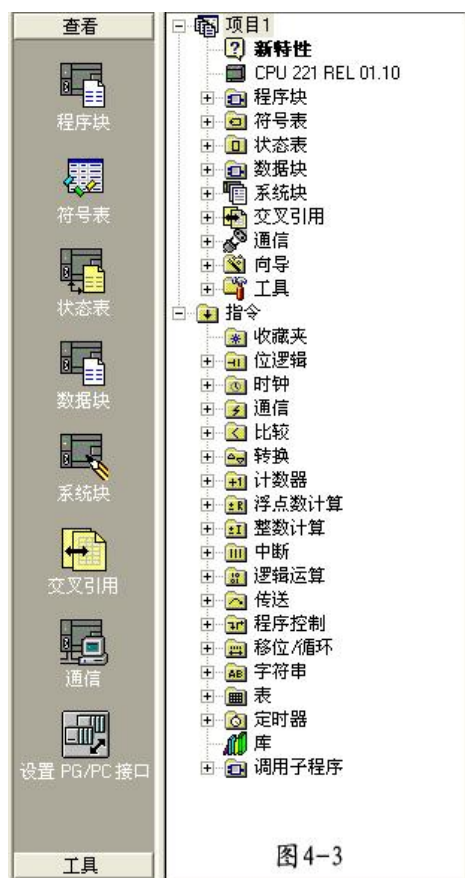 查看
程序块
符号表
状态表
数据块
系统块
交叉引用
通信
设置 PG/PC 接口
工具
项目1
新特性
CPU 221 REL 01.10
程序块
符号表
状态表
数据块
系统块
交叉引用
通信
向导
工具
指令
收藏夹
位逻辑
时钟
通信
比较
转换
计数器
浮点数计算
整数计算
中断
逻辑运算
传送
程序控制
移位/循环
字符串
表
定时器
库
调用子程序
图4-3